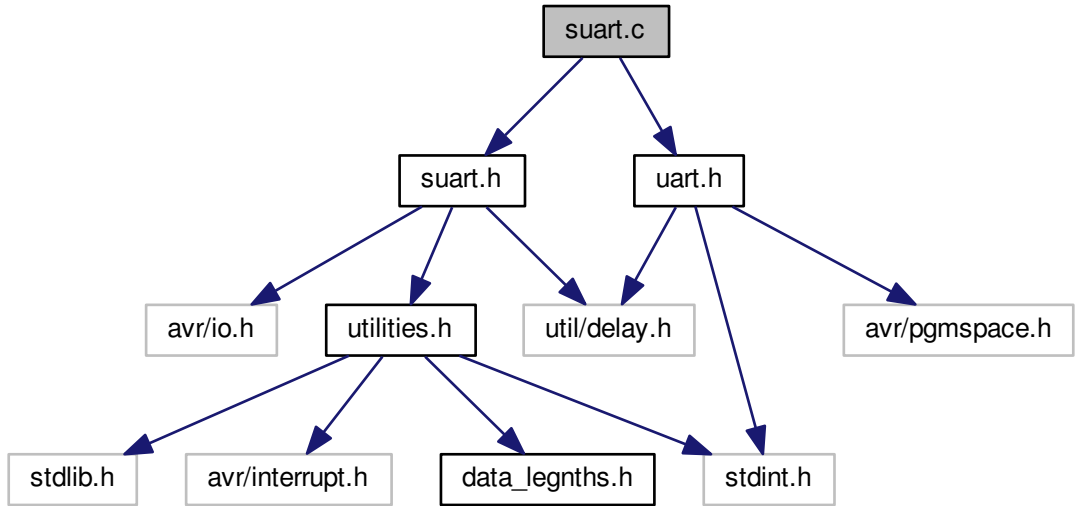 suart.c
suart.h
uart.h
avr/io.h
utilities.h
util/delay.h
avr/pgmspace.h
stdlib.h
avr/interrupt.h
data_legnths.h
stdint.h